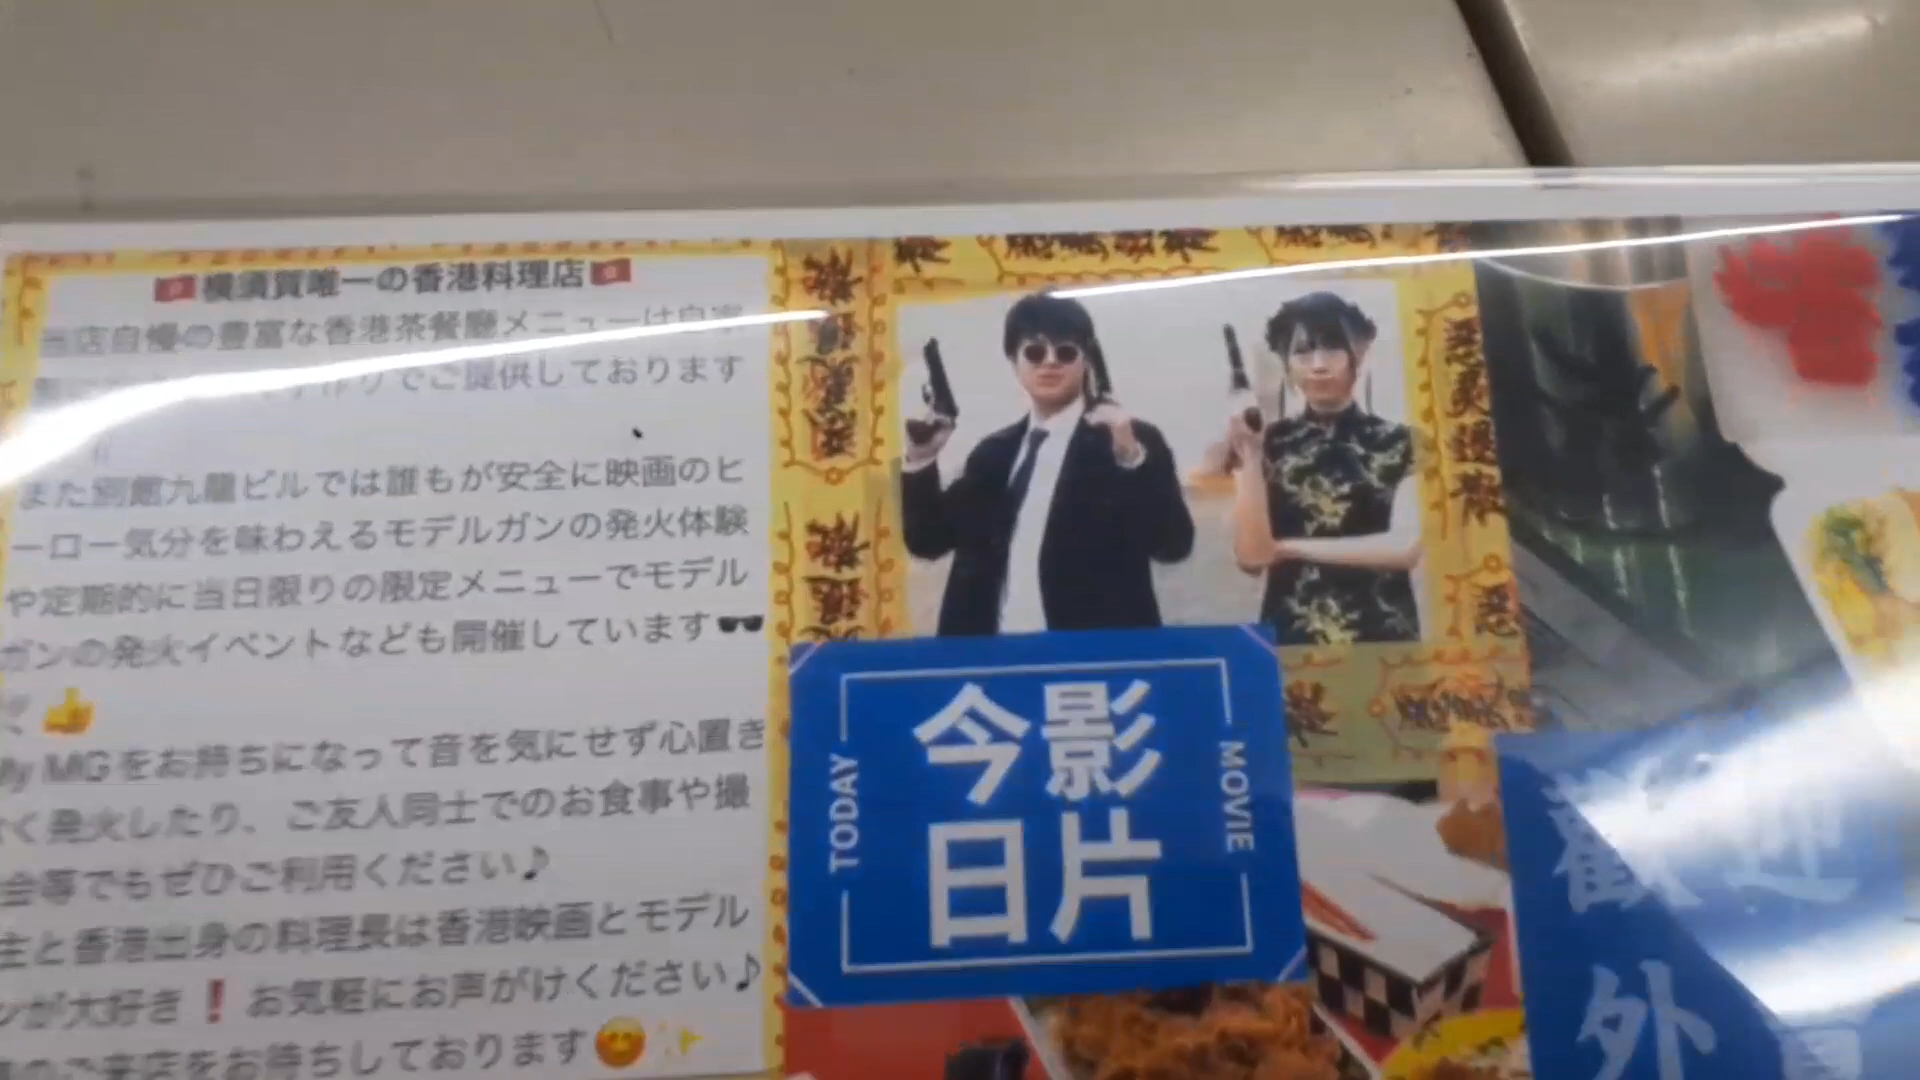 横須賀唯一の香港料理店
当店自慢の豊富な香港茶餐廳メニューは自家
手作りでご提供しております
また別館九龍ビルでは誰もが安全に映画のヒ
ーロー気分を味わえるモデルガンの発火体験
や定期的に当日限りの限定メニューでモデル
ガンの発火イベントなども開催しています🕶
👍
My MGをお持ちになって音を気にせず心置き
なく発火したり、ご友人同士でのお食事や撮
会等でもぜひご利用ください♪
主と香港出身の料理長は香港映画とモデル
ンが大好き❗お気軽にお声がけください♪
のご来店をお待ちしております😊✨
今影
日片
TODAY
MOVIE
歡迎
外